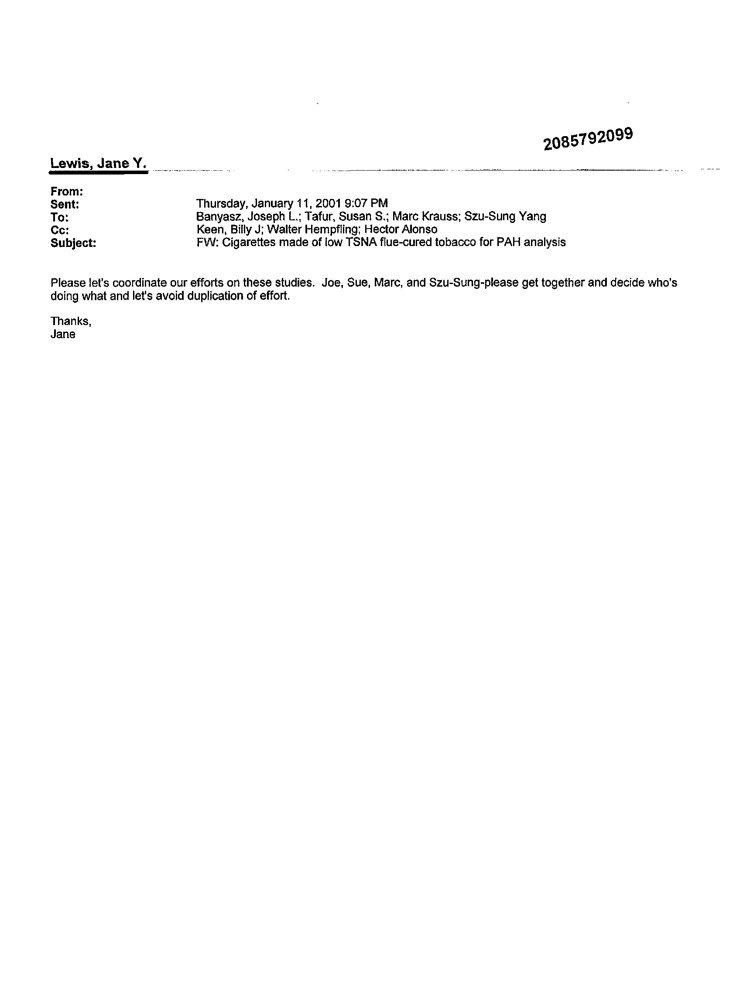 2085792099
Lewis, Jane Y.
From:
Sent: Thursday, January 11, 2001 9:07 PM
To: Banyasz, Joseph L.; Tafur, Susan S.; Marc Krauss; Szu-Sung Yang
Cc: Keen, Billy J; Walter Hempfling; Hector Alonso
Subject: FW: Cigarettes made of low TSNA flue-cured tobacco for PAH analysis
Please let's coordinate our efforts on these studies. Joe, Sue, Marc, and Szu-Sung-please get together and decide who's
doing what and let's avoid duplication of effort.
Thanks,
Jane